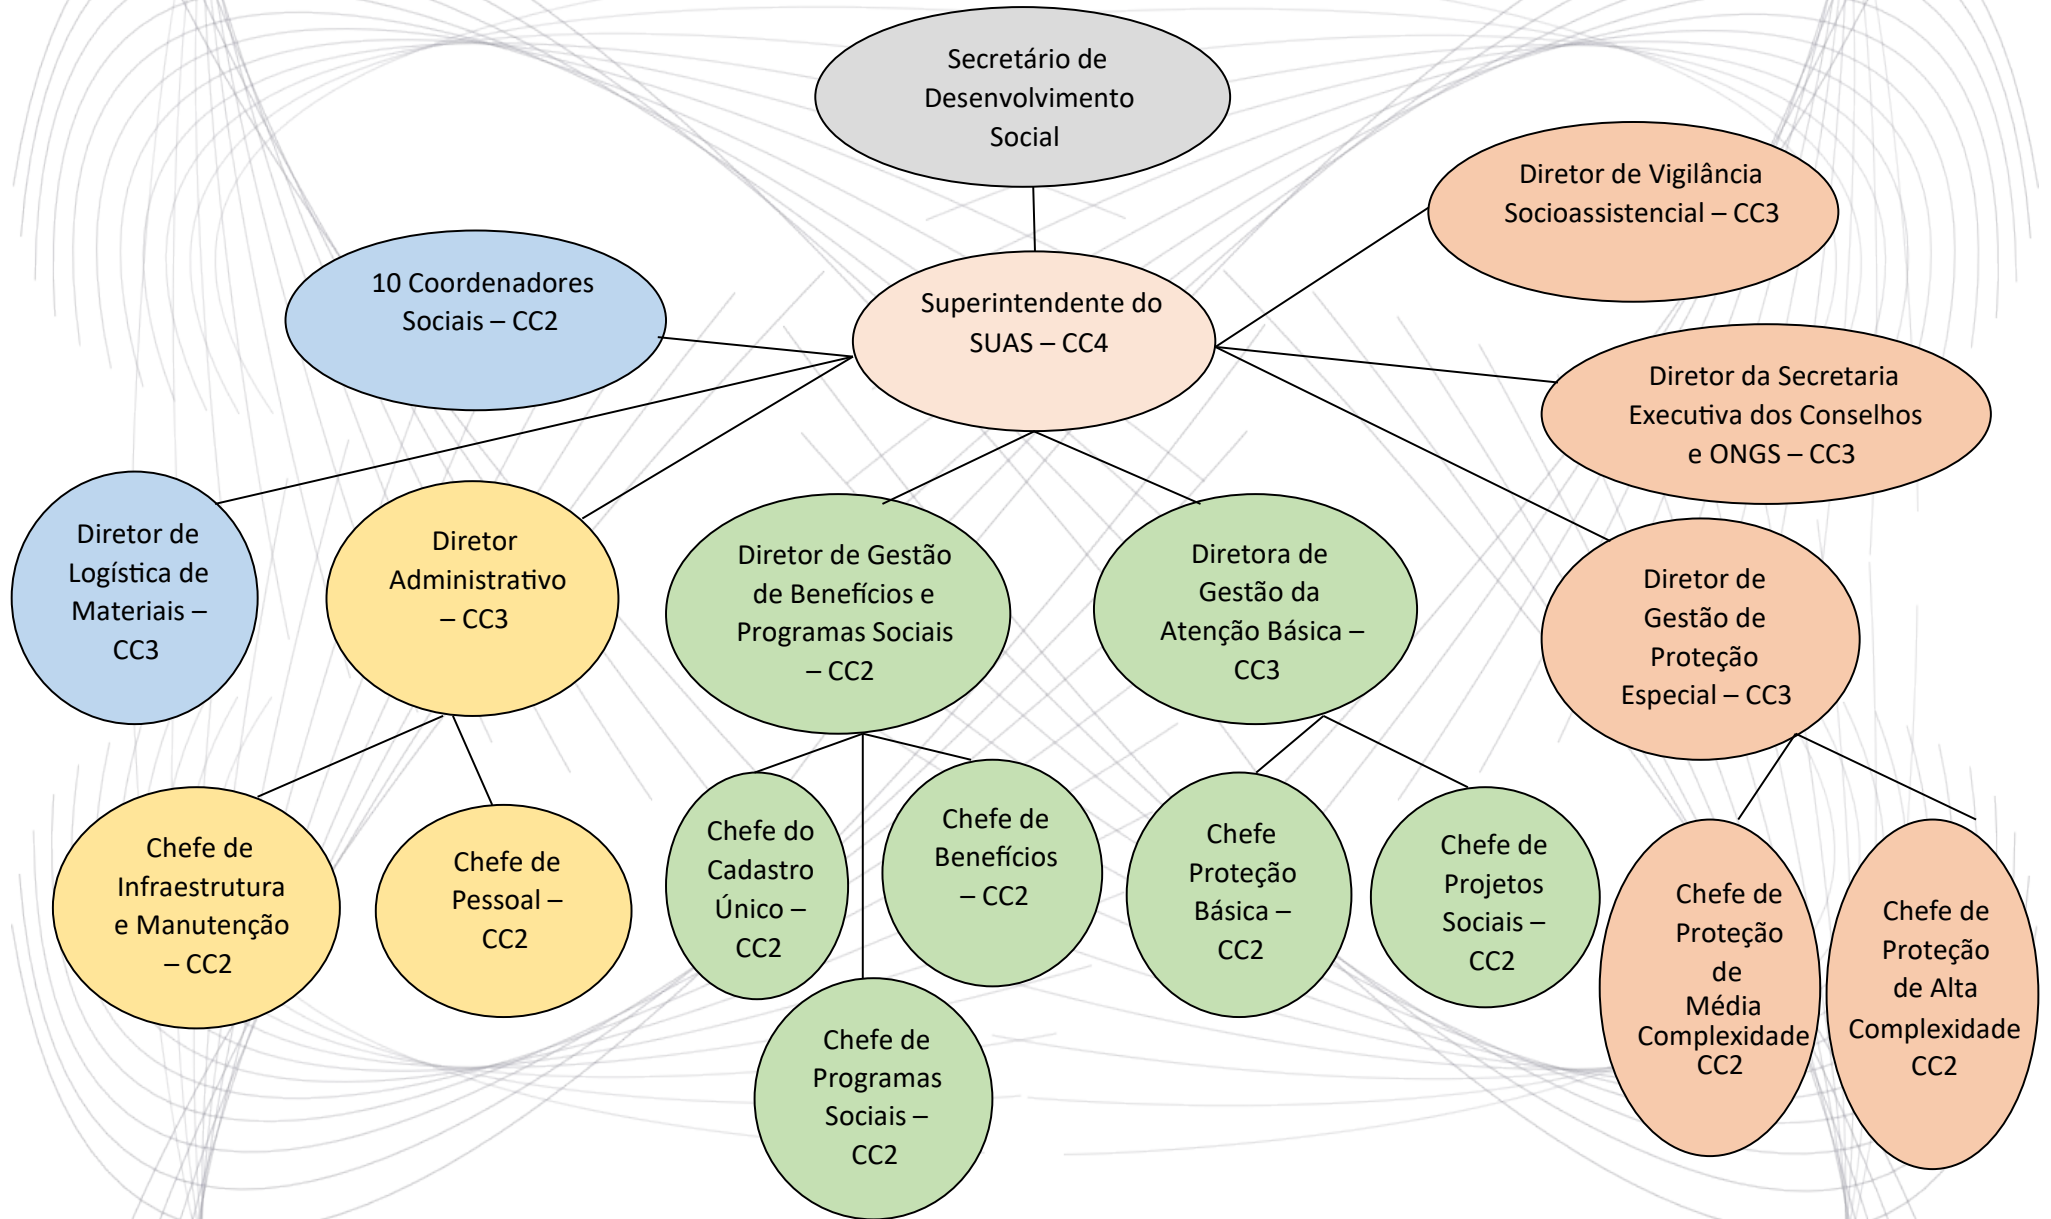 Secretário de
Desenvolvimento
Social
Diretor de Vigilância
Socioassistencial – CC3
10 Coordenadores
Sociais – CC2
Superintendente do
SUAS – CC4
Diretor da Secretaria
Executiva dos Conselhos
e ONGS – CC3
Diretor de
Logística de
Materiais –
CC3
Diretor
Administrativo
– CC3
Diretor de Gestão
de Benefícios e
Programas Sociais
– CC2
Diretora de
Gestão da
Atenção Básica –
CC3
Diretor de
Gestão de
Proteção
Especial – CC3
Chefe de
Infraestrutura
e Manutenção
– CC2
Chefe de
Pessoal –
CC2
Chefe do
Cadastro
Único –
CC2
Chefe de
Programas
Sociais –
CC2
Chefe de
Benefícios
– CC2
Chefe
Proteção
Básica –
CC2
Chefe de
Projetos
Sociais –
CC2
Chefe de
Proteção
de
Média
Complexidade
CC2
Chefe de
Proteção
de Alta
Complexidade
CC2